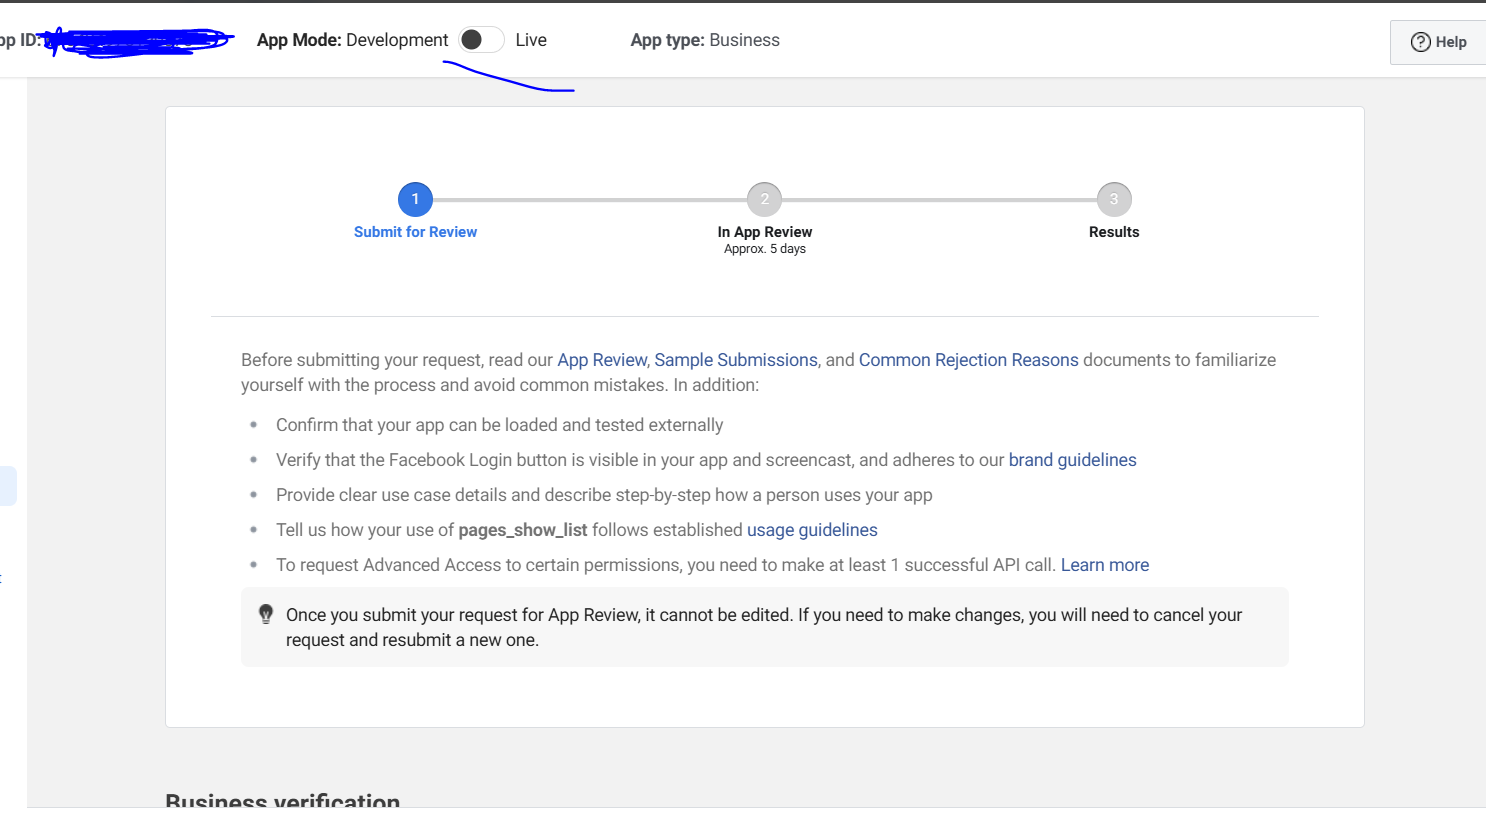 pp ID:
App Mode: Development Live
App type: Business
Help
1
Submit for Review
2
In App Review
Approx. 5 days
3
Results
Before submitting your request, read our App Review, Sample Submissions, and Common Rejection Reasons documents to familiarize
yourself with the process and avoid common mistakes. In addition:
Confirm that your app can be loaded and tested externally
Verify that the Facebook Login button is visible in your app and screencast, and adheres to our brand guidelines
Provide clear use case details and describe step-by-step how a person uses your app
Tell us how your use of pages_show_list follows established usage guidelines
To request Advanced Access to certain permissions, you need to make at least 1 successful API call. Learn more
Once you submit your request for App Review, it cannot be edited. If you need to make changes, you will need to cancel your
request and resubmit a new one.
Business verification